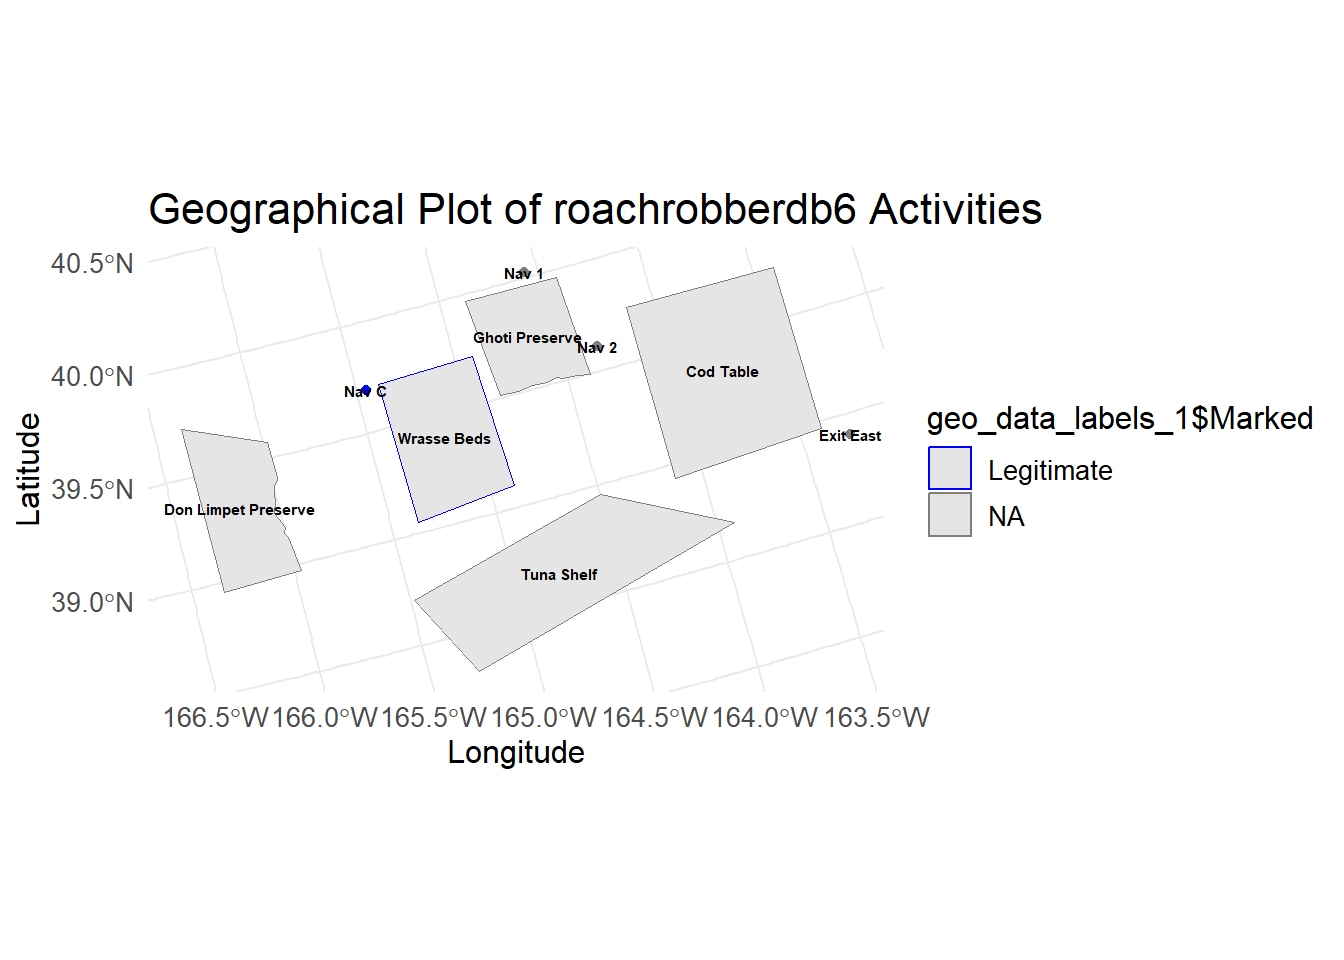 Geographical Plot of roachrobberdb6 Activities
40.5°N
40.0°N
39.5°N
39.0°N
Latitude
Nav 1
Ghoti Preserve
Nav 2
Cod Table
Nav C
Wrasse Beds
Exit East
Don Limpet Preserve
Tuna Shelf
166.5°W 166.0°W 165.5°W 165.0°W 164.5°W 164.0°W 163.5°W
Longitude
geo_data_labels_1$Marked
Legitimate
NA